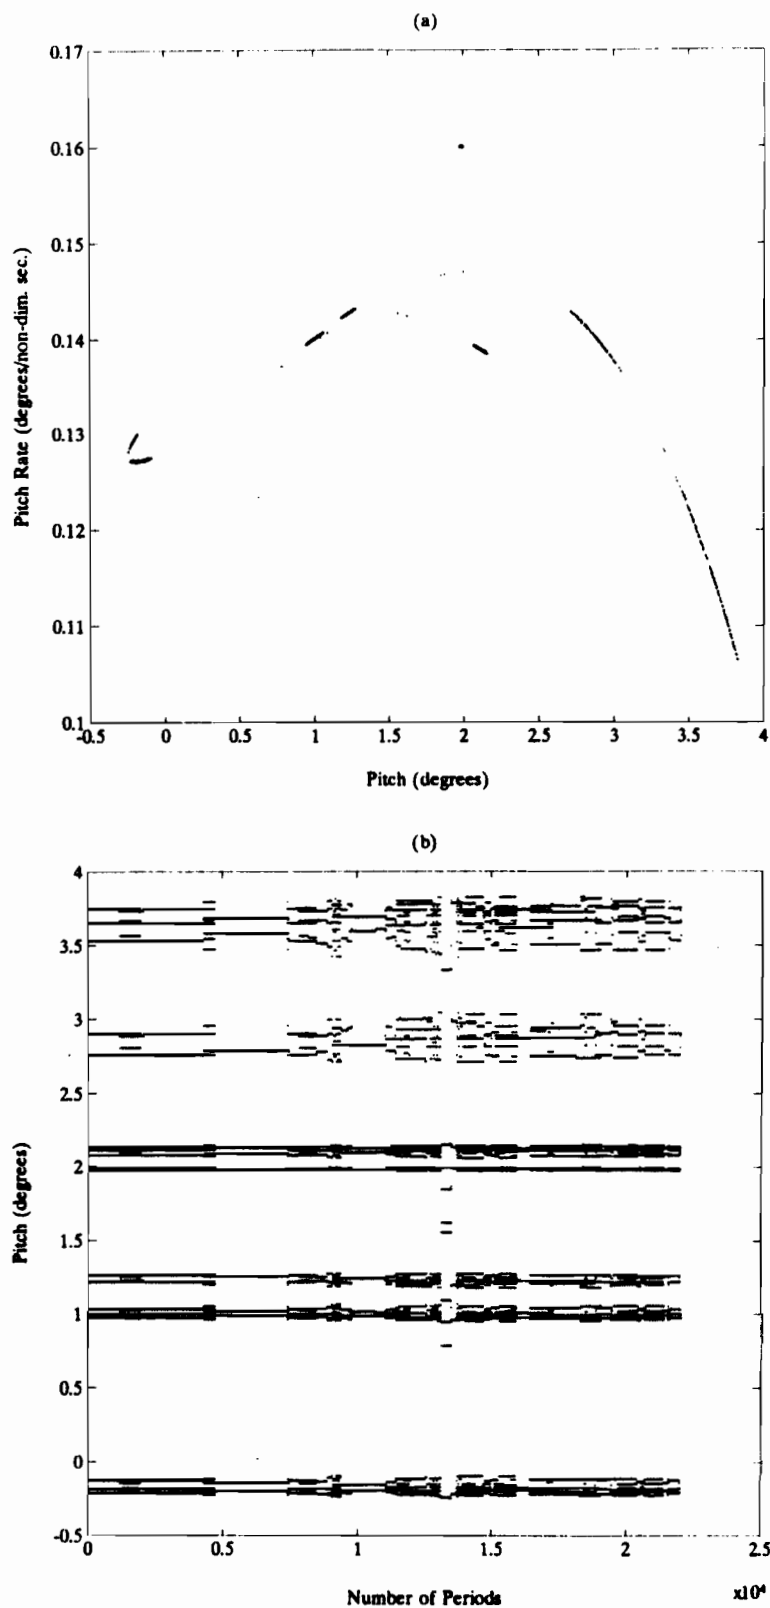 (a)
0.17
0.16
0.15
0.14
0.13
0.12
0.11
0.1
Pitch Rate (degrees/non-dim. sec.)
-0.5 0 0.5 1 1.5 2 2.5 3 3.5 4
Pitch (degrees)
(b)
4
3.5
3
2.5
2
1.5
1
0.5
0
-0.5
Pitch (degrees)
0 0.5 1 1.5 2 2.5
x10⁴
Number of Periods